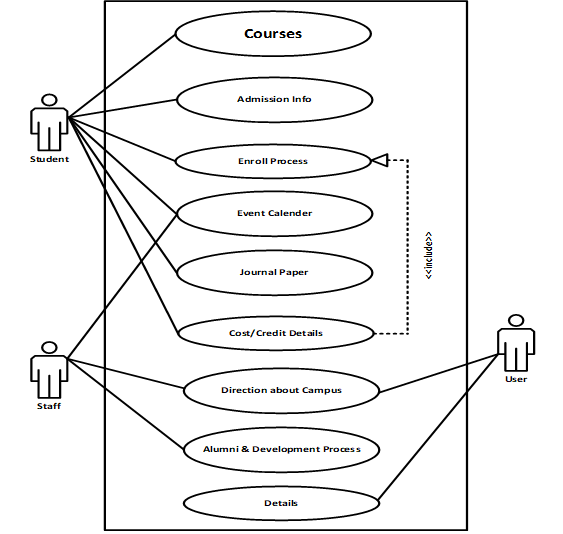 Courses
Admission Info
Student
Enroll Process
Event Calender
<<include>>
Journal Paper
Cost/Credit Details
Staff
Direction about Campus
User
Alumni & Development Process
Details